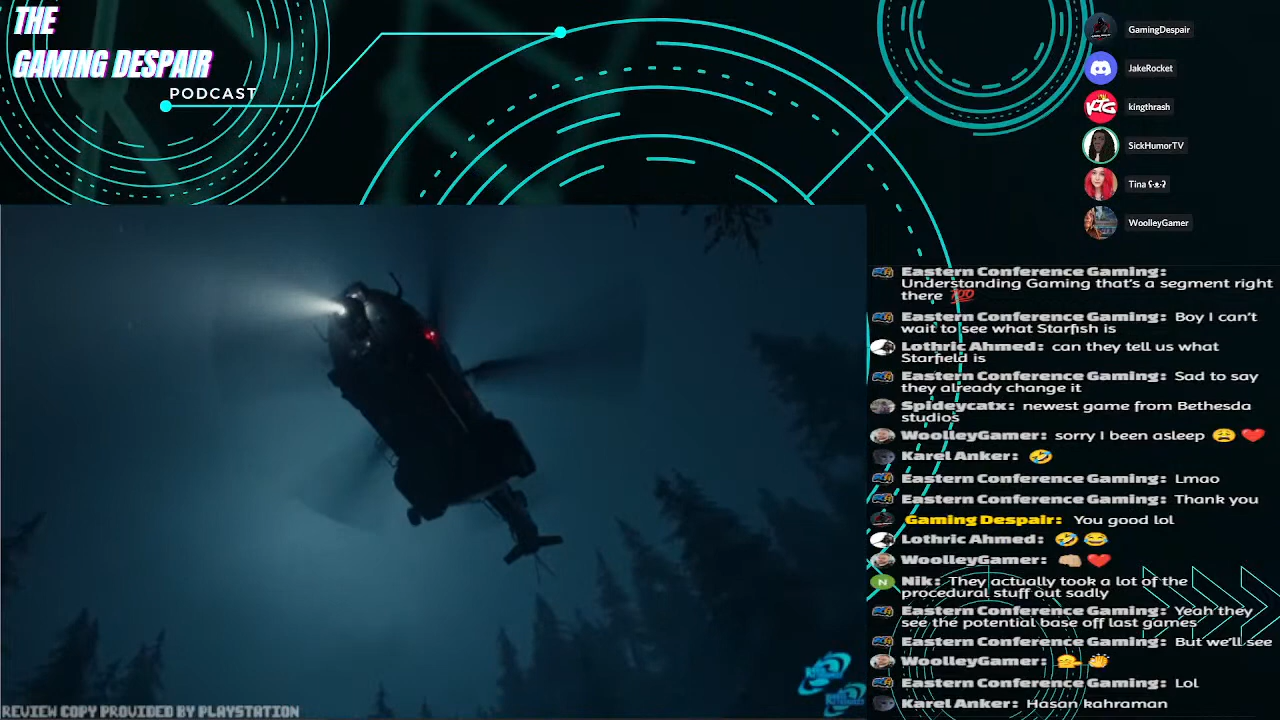 THE
GAMING DESPAIR
PODCAST
GamingDespair
JakeRocket
kingthrash
SickHumorTV
Tina ʕ·ᴥ·ʔ
WoolleyGamer
Eastern Conference Gaming:
Understanding Gaming that's a segment right
there 💯
Eastern Conference Gaming: Boy I can't
wait to see what Starfish is
Lothric Ahmed: can they tell us what
Starfield is
Eastern Conference Gaming: Sad to say
they already change it
Spideycatx: newest game from Bethesda
studios
WoolleyGamer: sorry I been asleep 😩 ❤️
Karel Anker: 🤣
Eastern Conference Gaming: Lmao
Eastern Conference Gaming: Thank you
Gaming Despair: You good lol
Lothric Ahmed: 🤣 😂
WoolleyGamer: 👊🏼 ❤️
N Nik: They actually took a lot of the
procedural stuff out sadly
Eastern Conference Gaming: Yeah they
see the potential base off last games
Eastern Conference Gaming: But we'll see
WoolleyGamer:
Eastern Conference Gaming: Lol
Karel Anker: Hasan kahraman
REVIEW COPY PROVIDED BY PLAYSTATION